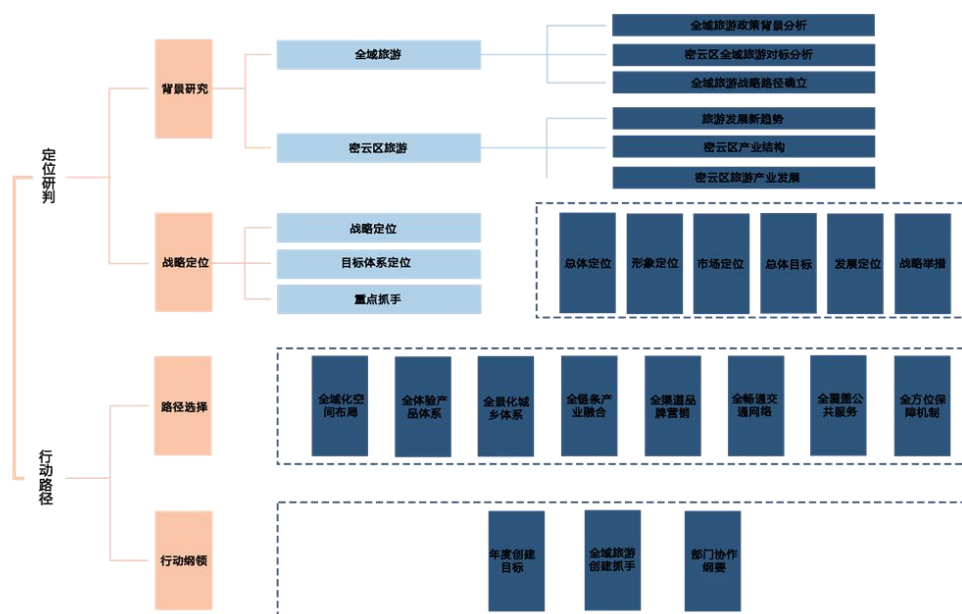 定位研判
背景研究
全域旅游
全域旅游政策背景分析
密云区全域旅游对标分析
全域旅游战略路径确立
密云区旅游
旅游发展新趋势
密云区产业结构
密云区旅游产业发展
战略定位
战略定位
目标体系定位
重点抓手
总体定位
形象定位
市场定位
总体目标
发展定位
战略举措
行动路径
路径选择
全域化空
间布局
全体验产
品体系
全景化城
乡体系
全链条产
业融合
全渠道品
牌营销
全畅通交
通网络
全覆盖公
共服务
全方位保
障机制
行动纲领
年度创建
目标
全域旅游
创建抓手
部门协作
纲要